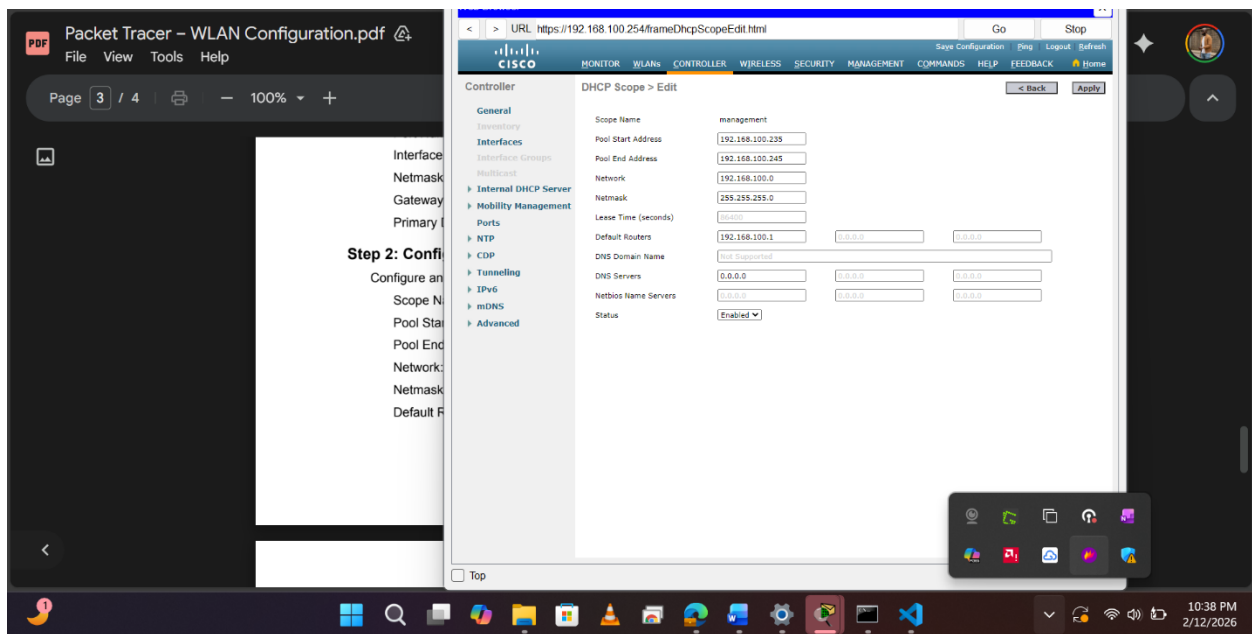 Packet Tracer – WLAN Configuration.pdf
PDF
File View Tools Help
Page 3 / 4 100%
Interface
Netmask
Gateway
Primary
Step 2: Confi
Configure an
Scope N
Pool Star
Pool End
Network:
Netmask
Default R
< > URL https://192.168.100.254/frameDhcpScopeEdit.html Go Stop
Save Configuration Ping Logout Refresh
CISCO MONITOR WLANs CONTROLLER WIRELESS SECURITY MANAGEMENT COMMANDS HELP FEEDBACK Home
Controller
General
Inventory
Interfaces
Interface Groups
Multicast
Internal DHCP Server
Mobility Management
Ports
NTP
CDP
Tunneling
IPv6
mDNS
Advanced
DHCP Scope > Edit < Back Apply
Scope Name management
Pool Start Address 192.168.100.235
Pool End Address 192.168.100.245
Network 192.168.100.0
Netmask 255.255.255.0
Lease Time (seconds) 86400
Default Routers 192.168.100.1 0.0.0.0 0.0.0.0
DNS Domain Name Not Supported
DNS Servers 0.0.0.0 0.0.0.0 0.0.0.0
Netbios Name Servers 0.0.0.0 0.0.0.0 0.0.0.0
Status Enabled
Top
1
10:38 PM
2/12/2026